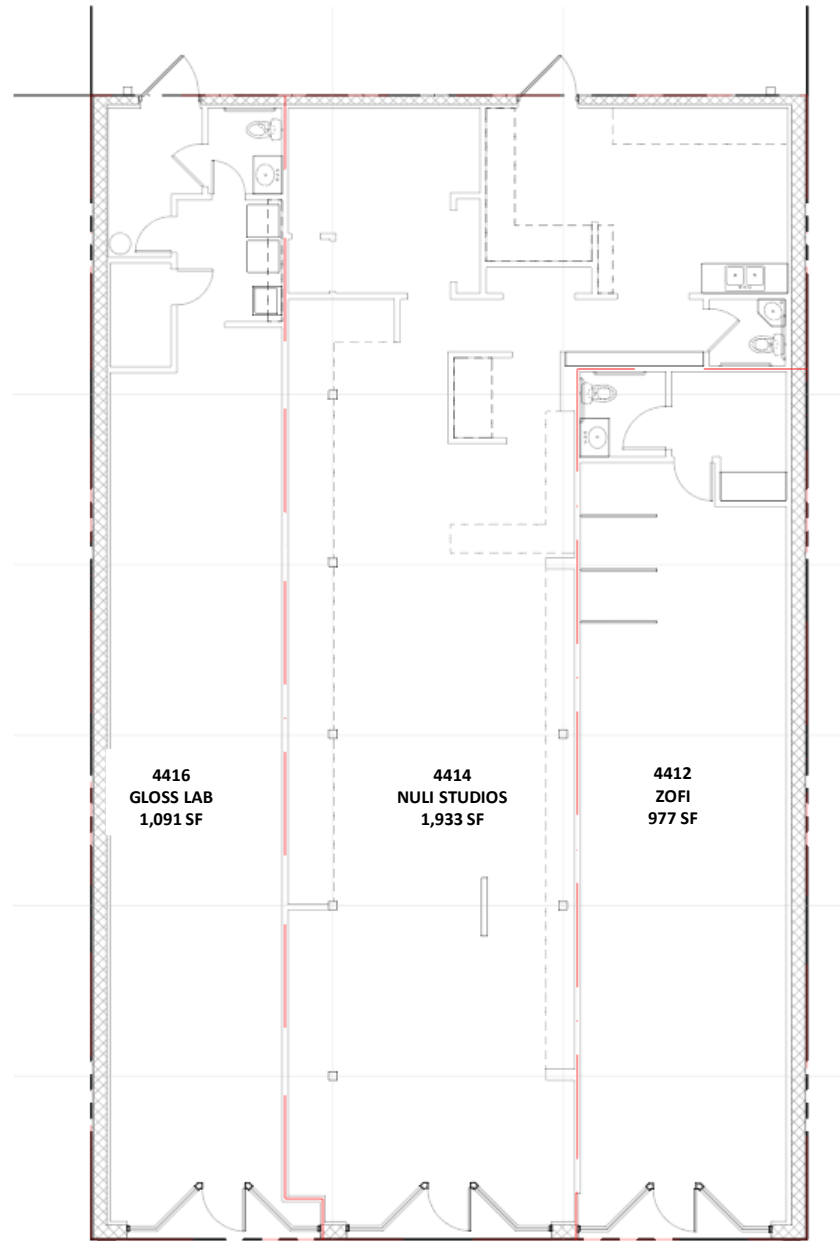 4416
GLOSS LAB
1,091 SF
4414
NULI STUDIOS
1,933 SF
4412
ZOFI
977 SF